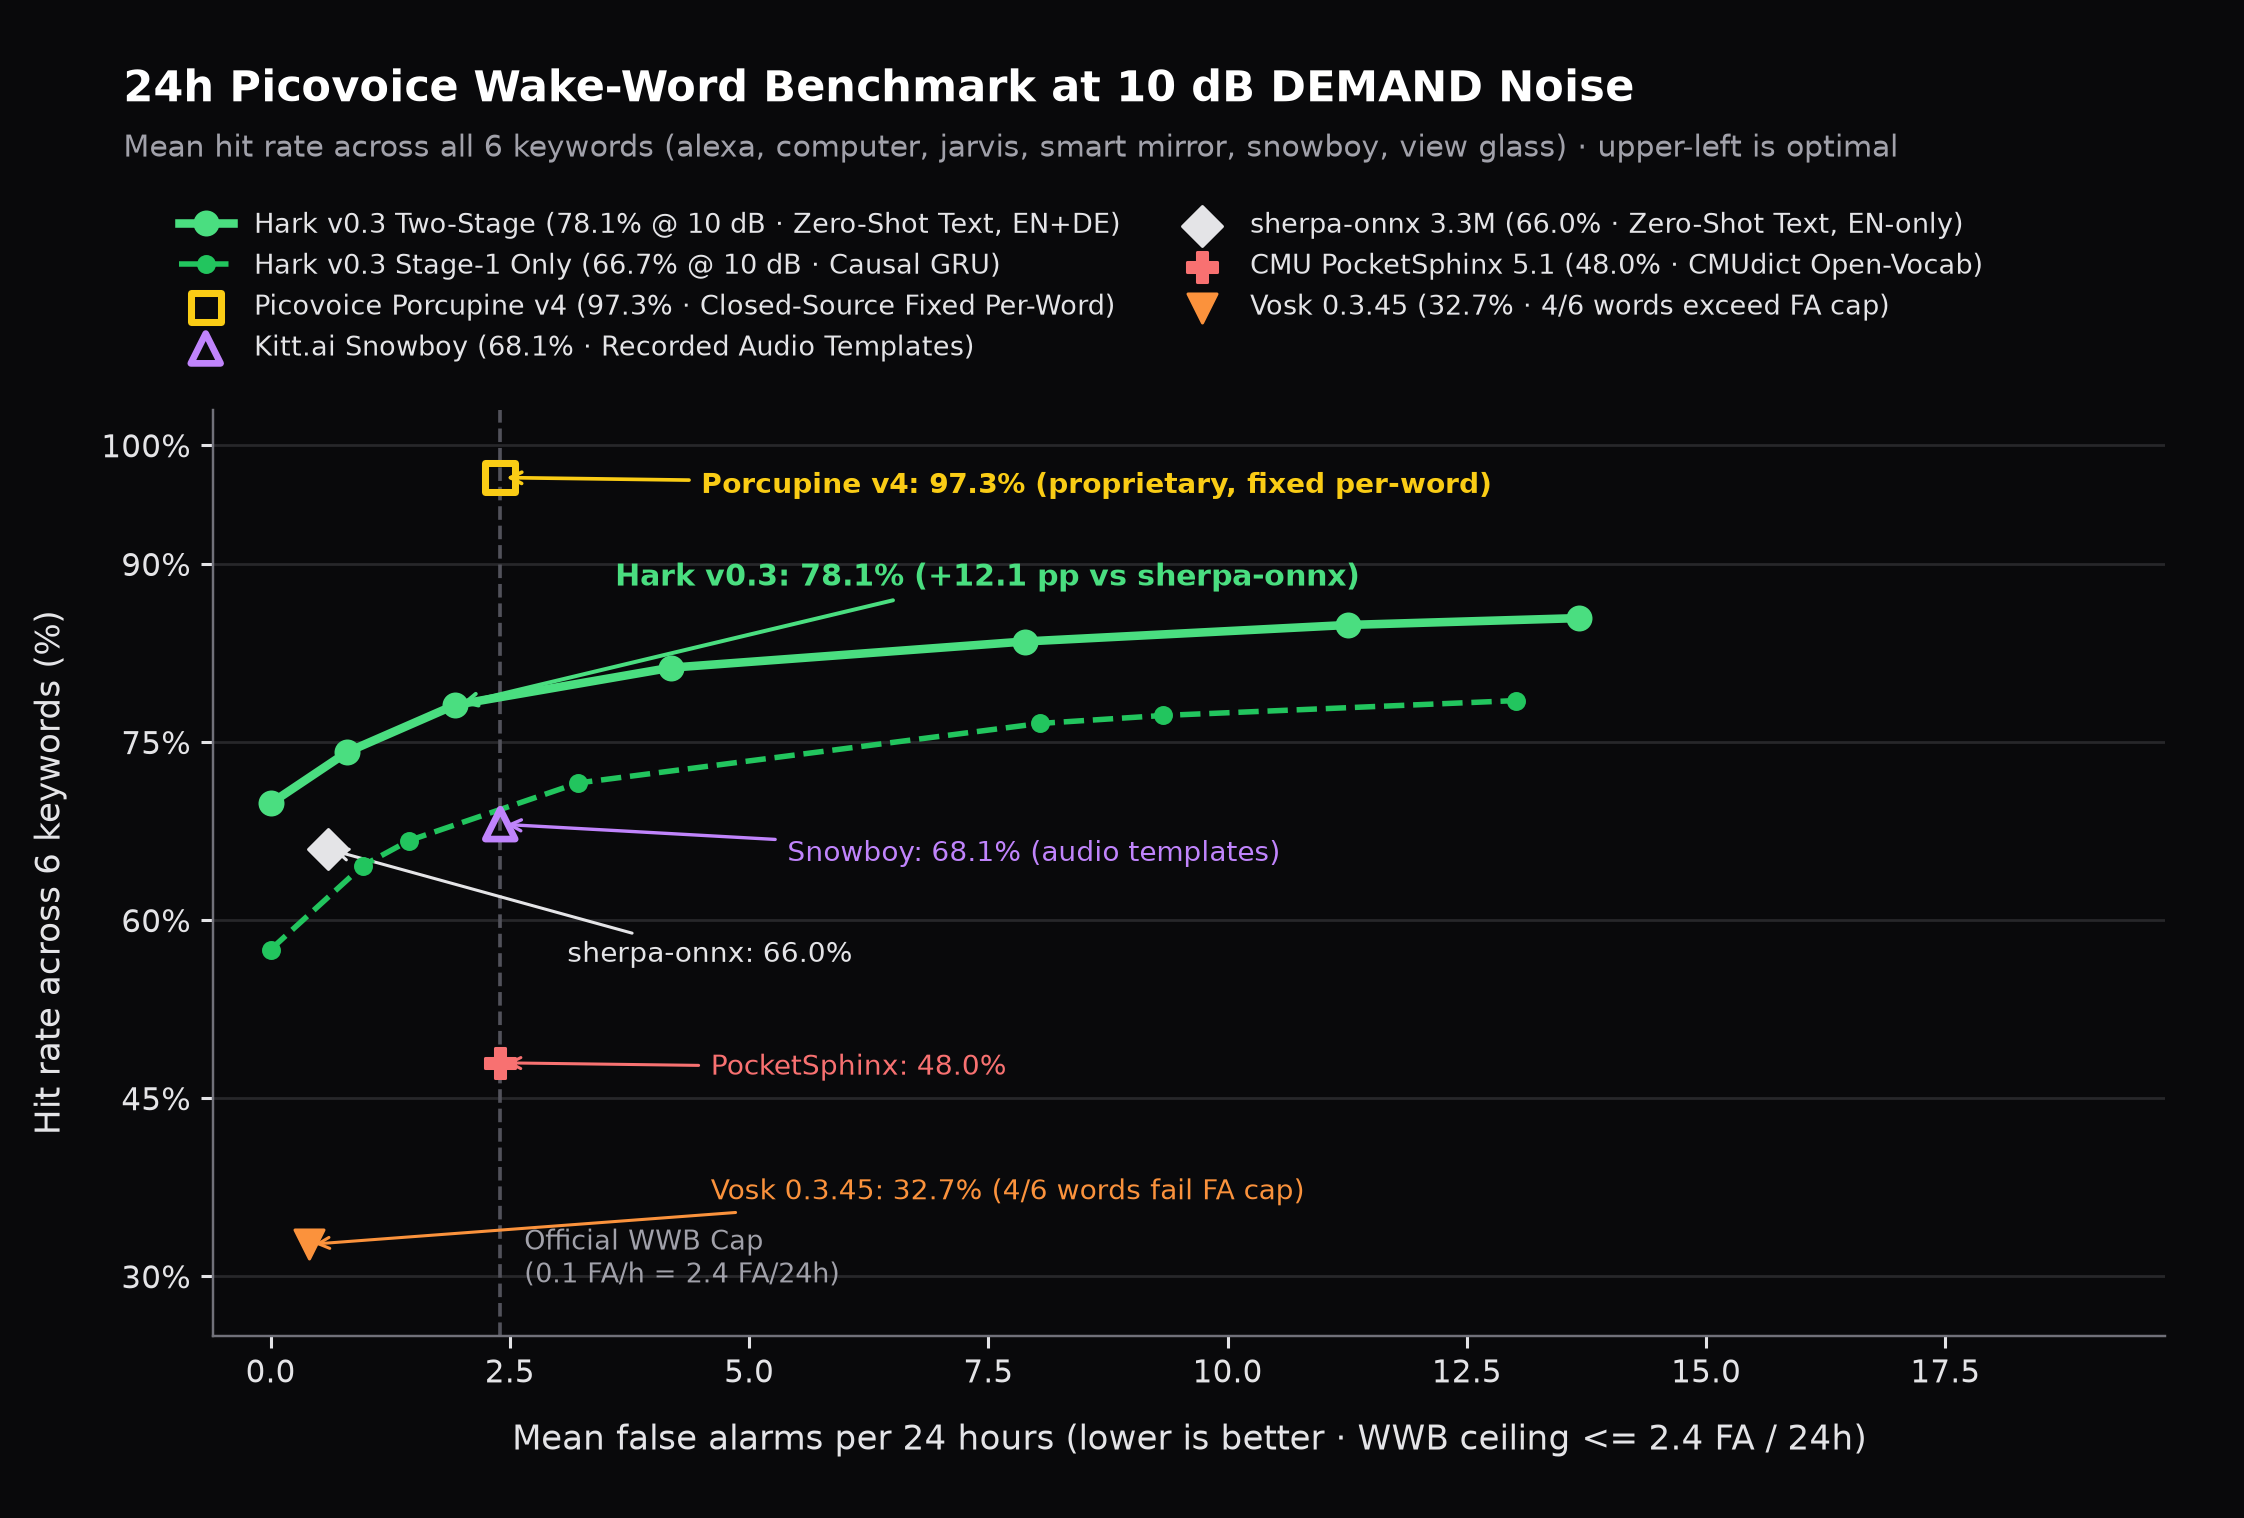 24h Picovoice Wake-Word Benchmark at 10 dB DEMAND Noise
Mean hit rate across all 6 keywords (alexa, computer, jarvis, smart mirror, snowboy, view glass) · upper-left is optimal
Hark v0.3 Two-Stage (78.1% @ 10 dB · Zero-Shot Text, EN+DE)
Hark v0.3 Stage-1 Only (66.7% @ 10 dB · Causal GRU)
Picovoice Porcupine v4 (97.3% · Closed-Source Fixed Per-Word)
Kitt.ai Snowboy (68.1% · Recorded Audio Templates)
sherpa-onnx 3.3M (66.0% · Zero-Shot Text, EN-only)
CMU PocketSphinx 5.1 (48.0% · CMUdict Open-Vocab)
Vosk 0.3.45 (32.7% · 4/6 words exceed FA cap)
Hit rate across 6 keywords (%)
100%
90%
75%
60%
45%
30%
Porcupine v4: 97.3% (proprietary, fixed per-word)
Hark v0.3: 78.1% (+12.1 pp vs sherpa-onnx)
Snowboy: 68.1% (audio templates)
sherpa-onnx: 66.0%
PocketSphinx: 48.0%
Vosk 0.3.45: 32.7% (4/6 words fail FA cap)
Official WWB Cap
(0.1 FA/h = 2.4 FA/24h)
0.0
2.5
5.0
7.5
10.0
12.5
15.0
17.5
Mean false alarms per 24 hours (lower is better · WWB ceiling <= 2.4 FA / 24h)